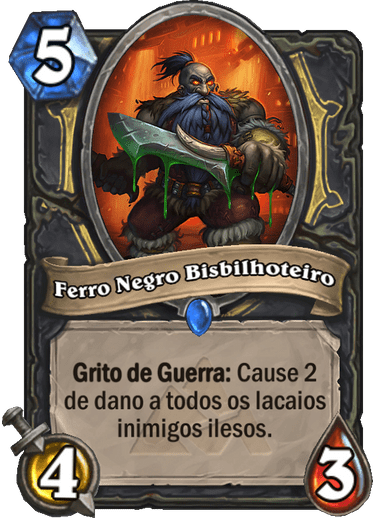 5
Ferro Negro Bisbilhoteiro
Grito de Guerra: Cause 2
de dano a todos os lacaios
inimigos ilesos.
4
3